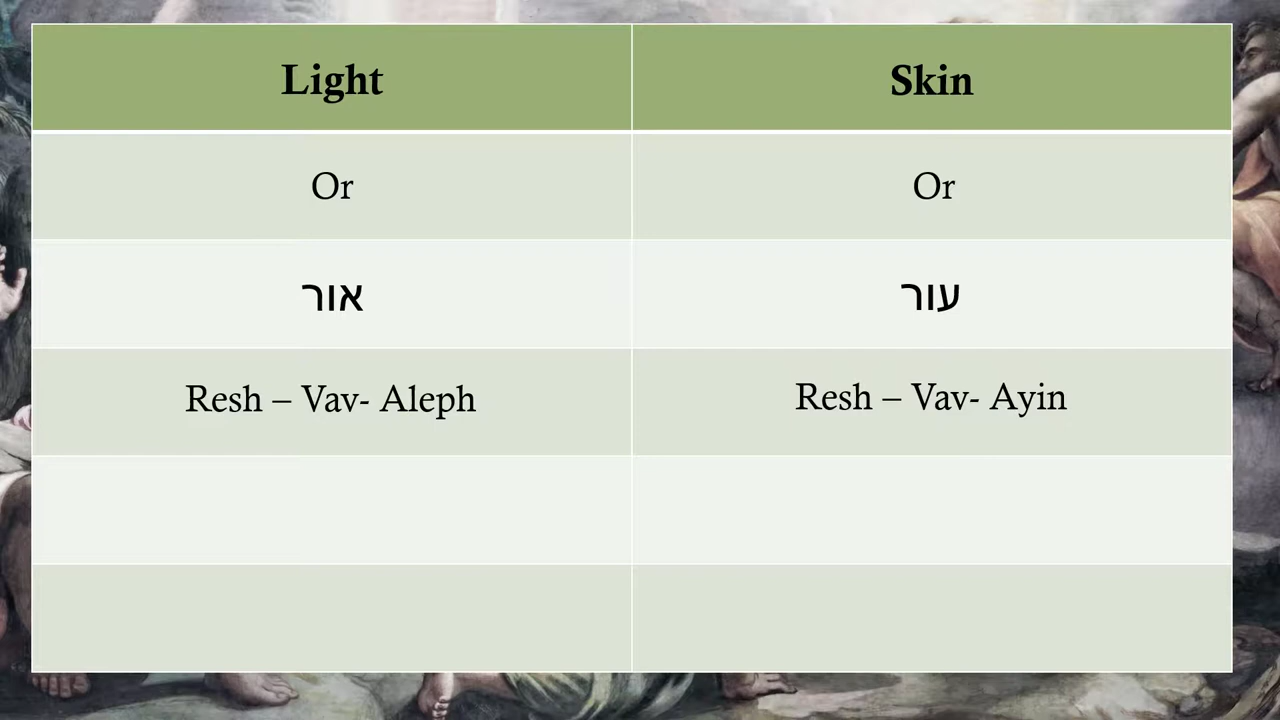 Light Skin
Or Or
אור עור
Resh – Vav- Aleph Resh – Vav- Ayin